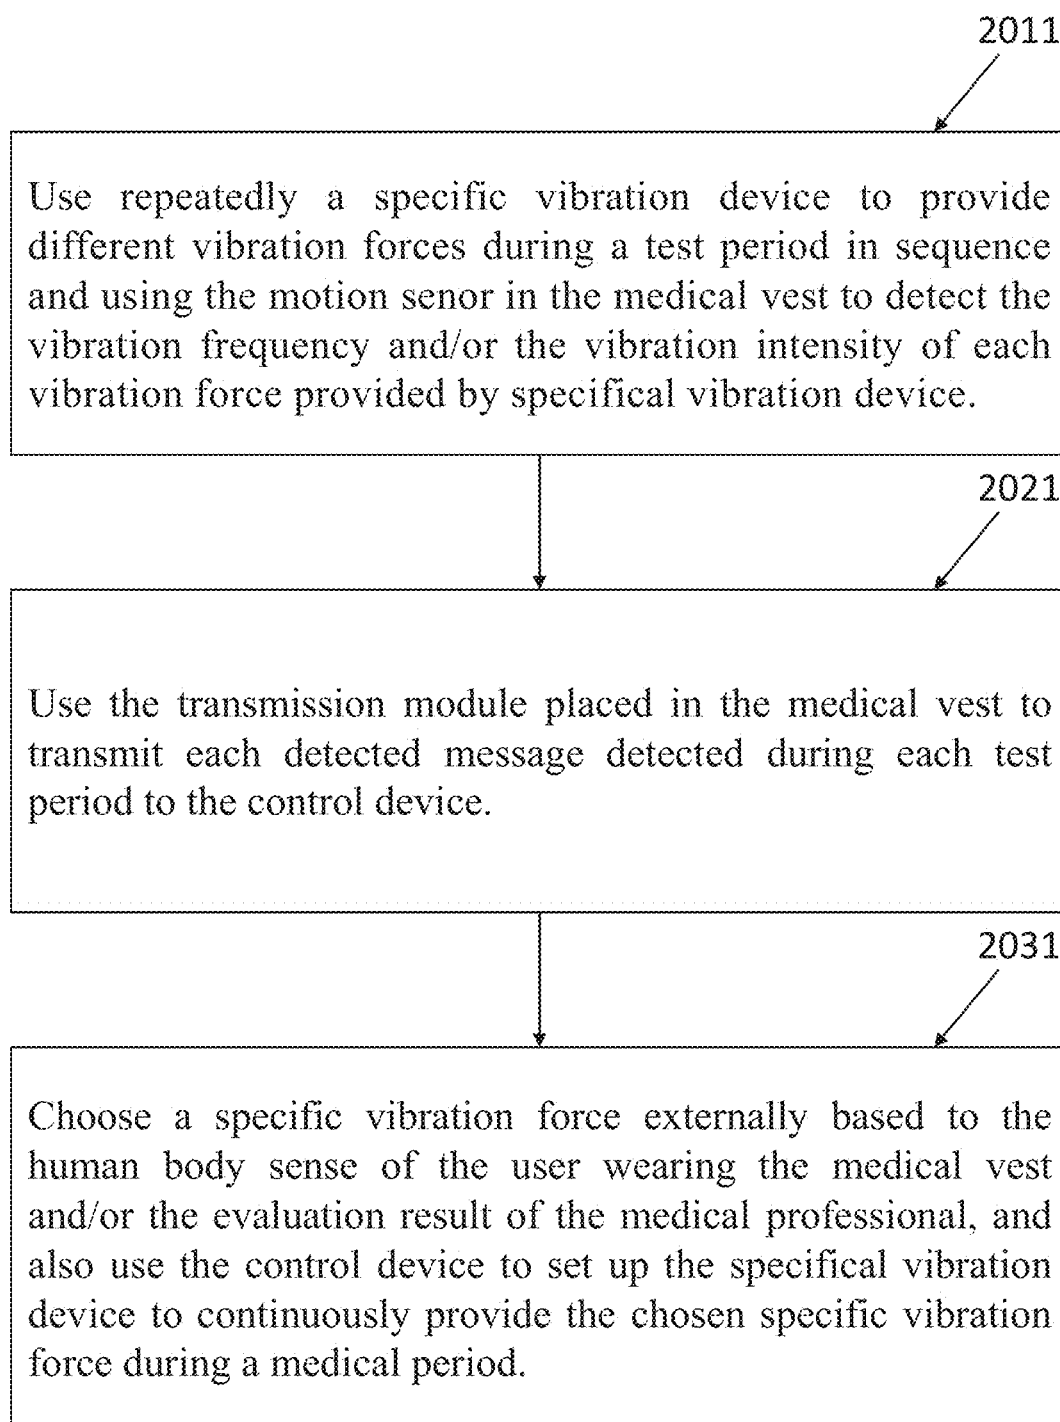 2011
Use repeatedly a specific vibration device to provide
different vibration forces during a test period in sequence
and using the motion senor in the medical vest to detect the
vibration frequency and/or the vibration intensity of each
vibration force provided by specifical vibration device.
2021
Use the transmission module placed in the medical vest to
transmit each detected message detected during each test
period to the control device.
2031
Choose a specific vibration force externally based to the
human body sense of the user wearing the medical vest
and/or the evaluation result of the medical professional, and
also use the control device to set up the specifical vibration
device to continuously provide the chosen specific vibration
force during a medical period.